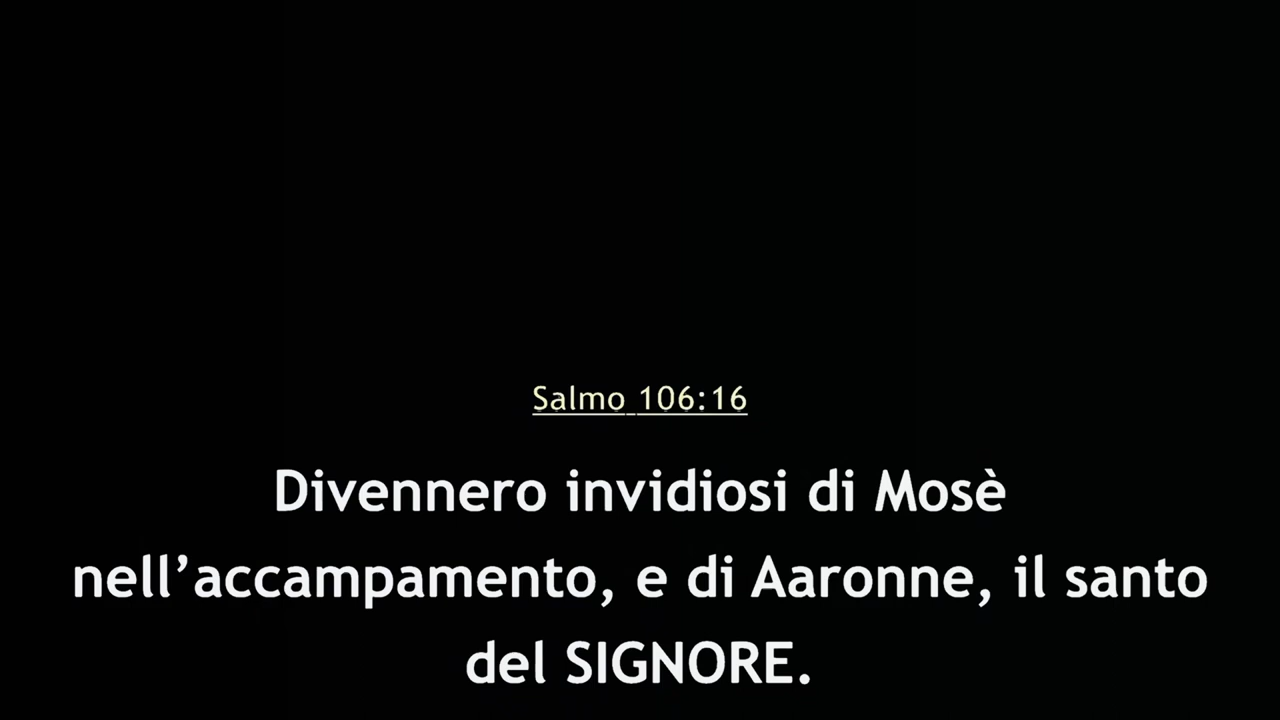 Salmo 106:16
Divennero invidiosi di Mosè
nell’accampamento, e di Aaronne, il santo
del SIGNORE.